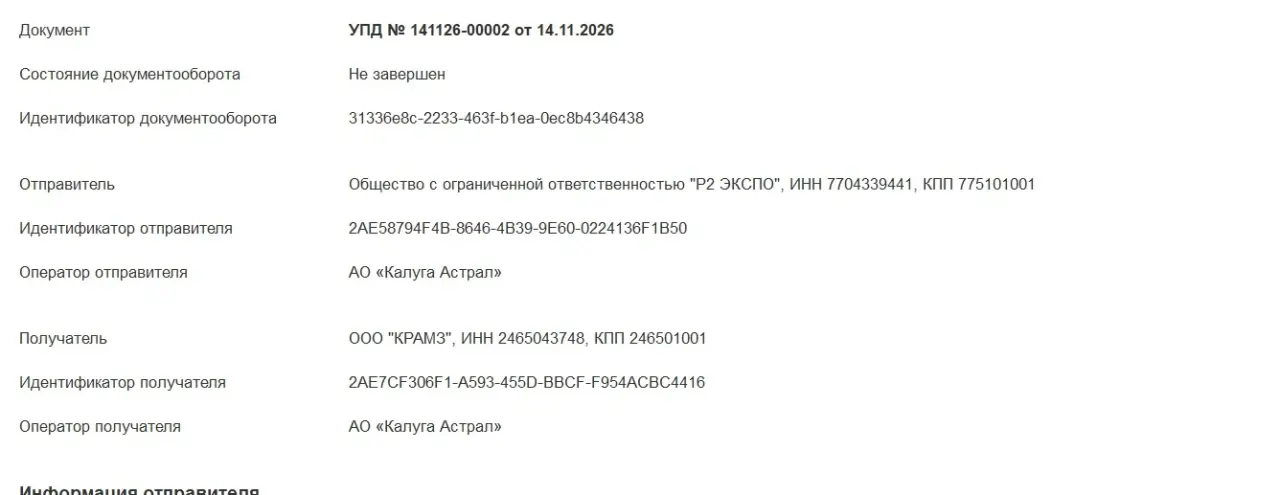 Документ УПД № 141126-00002 от 14.11.2026
Состояние документооборота Не завершен
Идентификатор документооборота 31336e8c-2233-463f-b1ea-0ec8b4346438
Отправитель Общество с ограниченной ответственностью "Р2 ЭКСПО", ИНН 7704339441, КПП 775101001
Идентификатор отправителя 2AE58794F4B-8646-4B39-9E60-0224136F1B50
Оператор отправителя АО «Калуга Астрал»
Получатель ООО "КРАМЗ", ИНН 2465043748, КПП 246501001
Идентификатор получателя 2AE7CF306F1-A593-455D-BBCF-F954ACBC4416
Оператор получателя АО «Калуга Астрал»
Информация отправителя